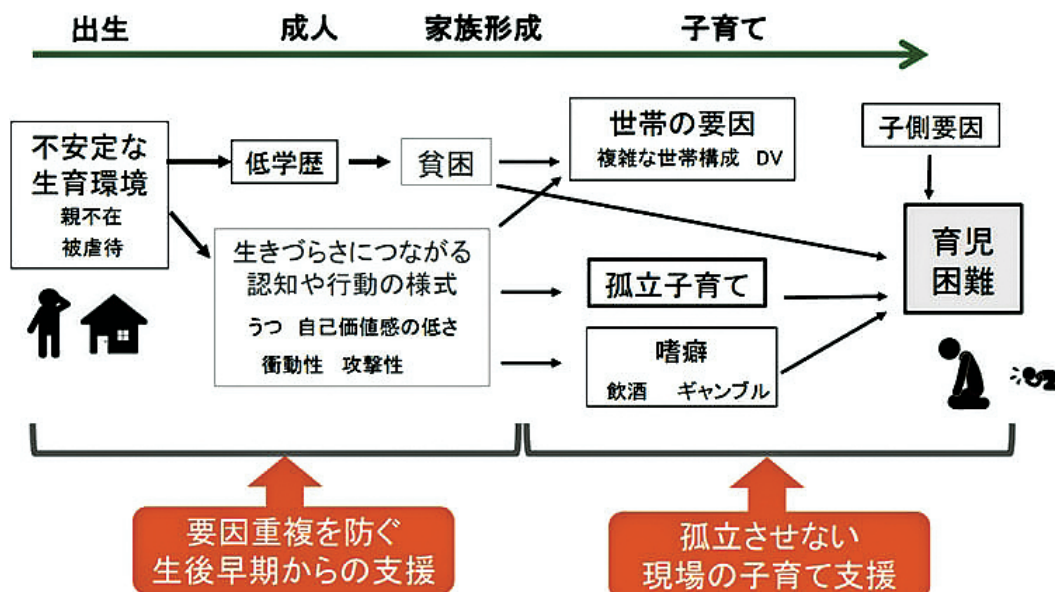 出生 成人 家族形成 子育て
不安定な
生育環境
親不在
被虐待
低学歴
貧困
世帯の要因
複雑な世帯構成 DV
子側要因
生きづらさにつながる
認知や行動の様式
うつ 自己価値感の低さ
衝動性 攻撃性
孤立子育て
嗜癖
飲酒 ギャンブル
育児
困難
要因重複を防ぐ
生後早期からの支援
孤立させない
現場の子育て支援